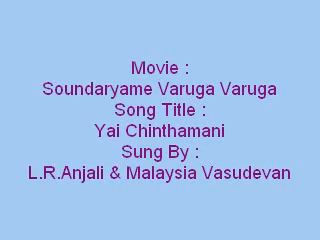 Movie :
Soundaryame Varuga Varuga
Song Title :
Yai Chinthamani
Sung By :
L.R.Anjali & Malaysia Vasudevan